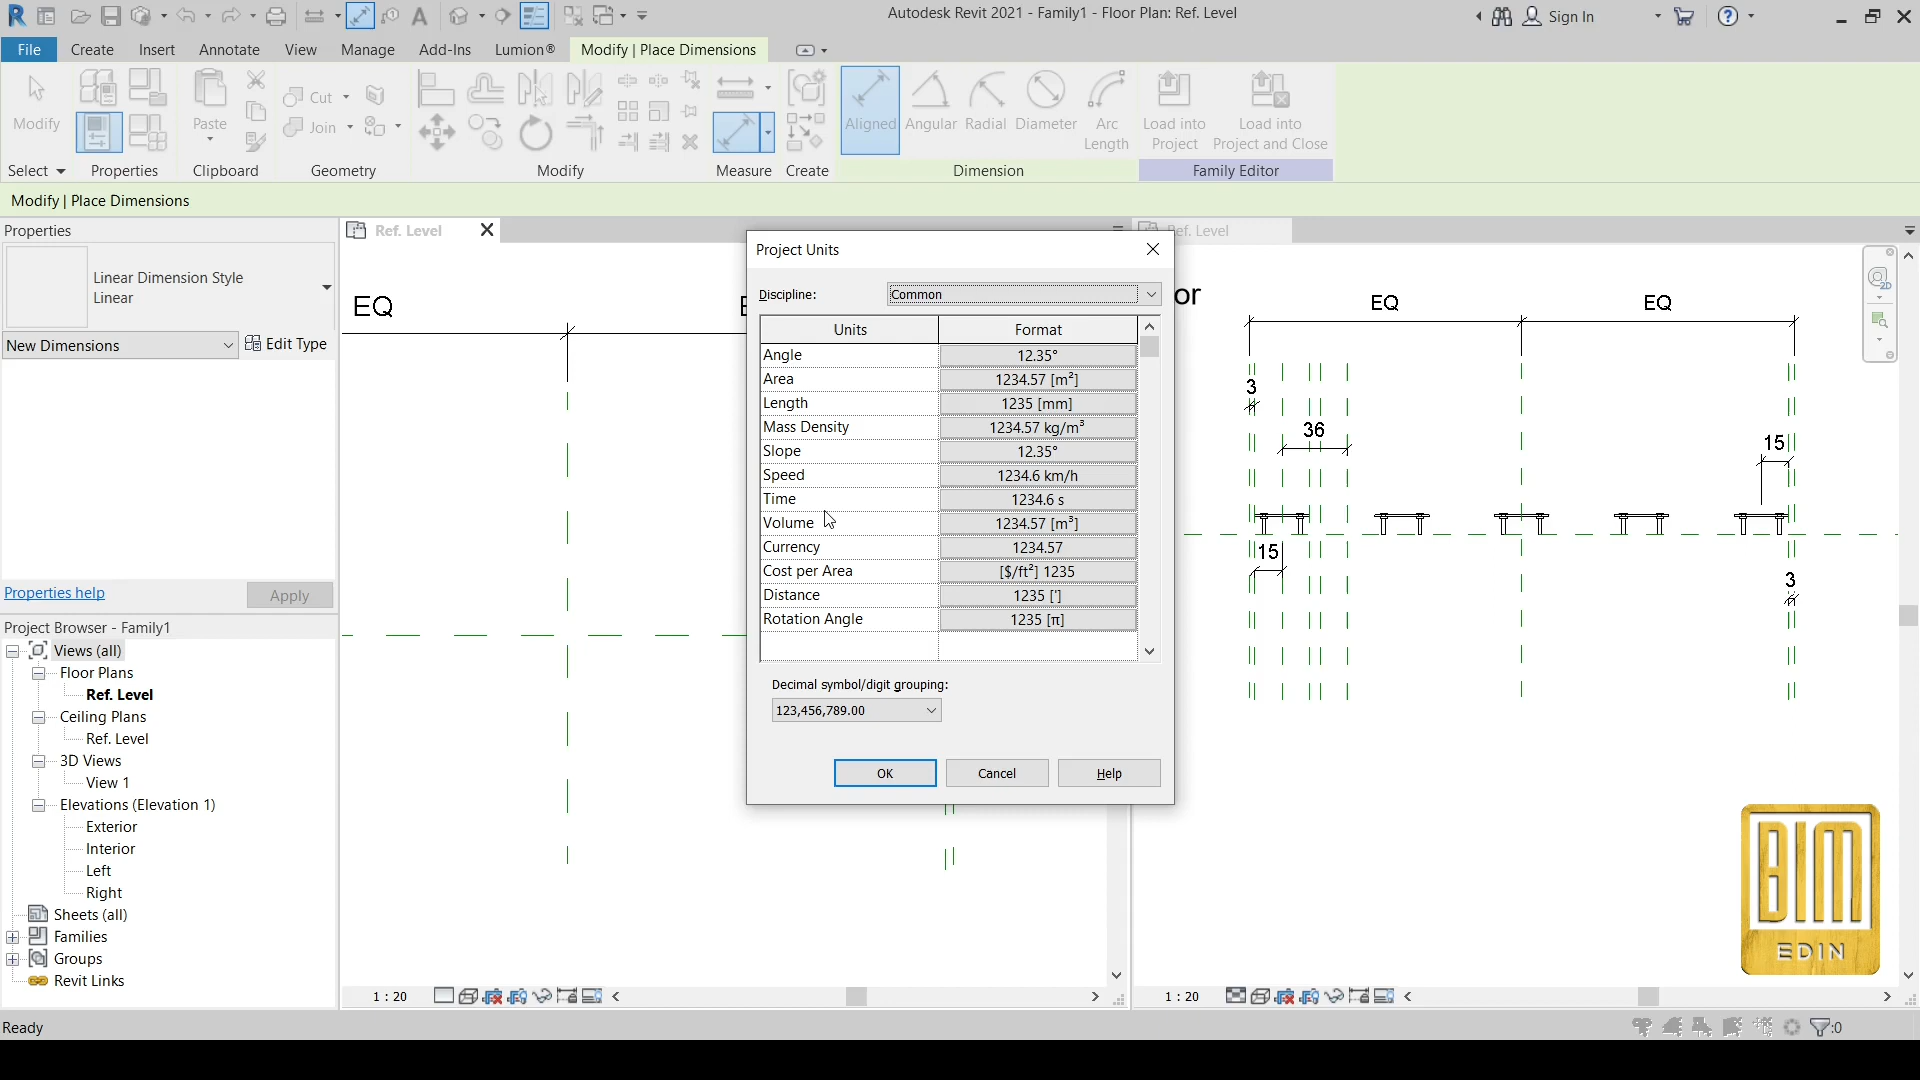 Autodesk Revit 2021 - Family1 - Floor Plan: Ref. Level
Sign In
File
Create
Insert
Annotate
View
Manage
Add-Ins
Lumion®
Modify | Place Dimensions
Modify
Paste
Cut
Join
Aligned
Angular
Radial
Diameter
Arc
Length
Load into
Project
Load into
Project and Close
Select
Properties
Clipboard
Geometry
Modify
Measure
Create
Dimension
Family Editor
Modify | Place Dimensions
Properties
Linear Dimension Style
Linear
New Dimensions
Edit Type
Properties help
Apply
Project Browser - Family1
Views (all)
Floor Plans
Ref. Level
Ceiling Plans
Ref. Level
3D Views
View 1
Elevations (Elevation 1)
Exterior
Interior
Left
Right
Sheets (all)
Families
Groups
Revit Links
Ready
Ref. Level
EQ
1 : 20
Project Units
Discipline:
Common
Units
Format
Angle
12.35°
Area
1234.57 [m²]
Length
1235 [mm]
Mass Density
1234.57 kg/m³
Slope
12.35°
Speed
1234.6 km/h
Time
1234.6 s
Volume
1234.57 [m³]
Currency
1234.57
Cost per Area
[$/ft²] 1235
Distance
1235 [']
Rotation Angle
1235 [π]
Decimal symbol/digit grouping:
123,456,789.00
OK
Cancel
Help
ef. Level
or
EQ
EQ
3
36
15
15
3
2D
1 : 20
:0
BIM
EDIN